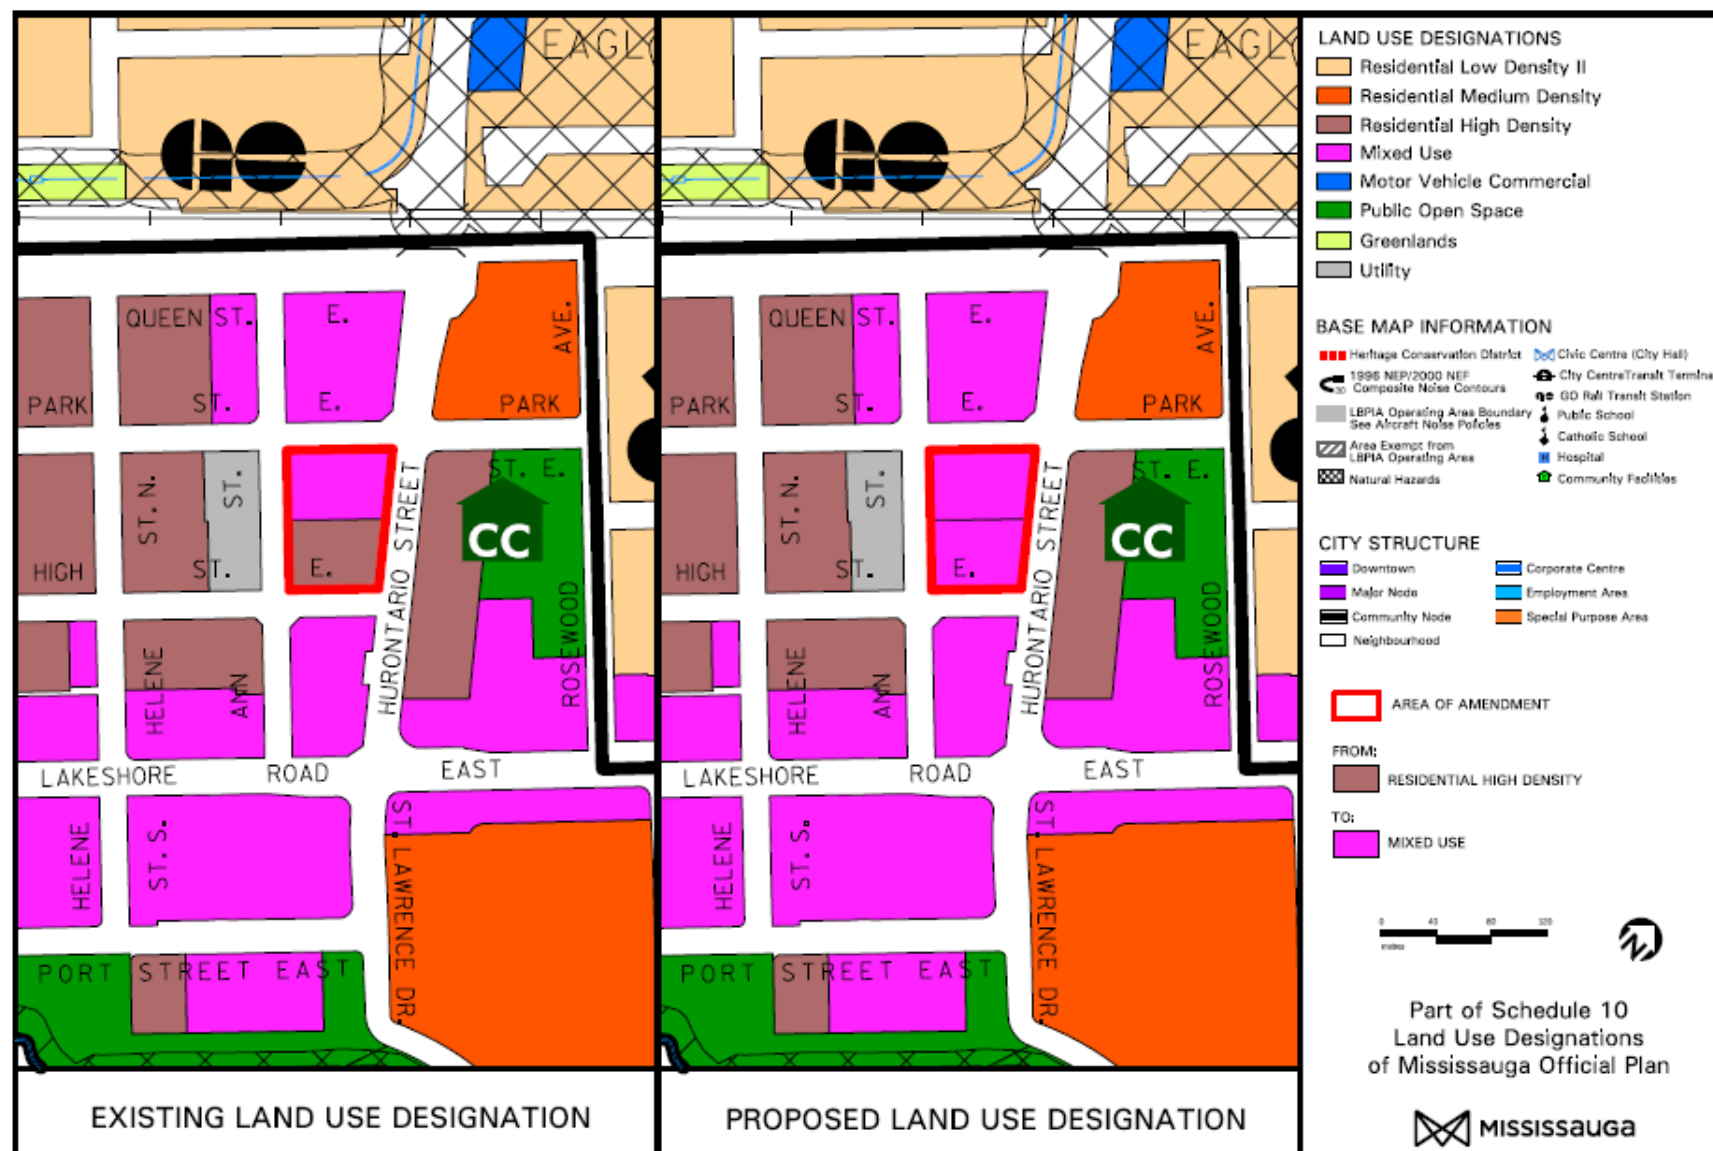 EAGL
QUEEN ST. E.
AVE.
PARK ST. E. PARK
ST. E.
ST. N. ST.
HURONTARIO STREET
CC
HIGH ST. E.
ROSEWOOD
HELENE
ANN
LAKESHORE ROAD EAST
HELENE
ST. S.
ST. LAWRENCE DR.
PORT STREET EAST
EXISTING LAND USE DESIGNATION
EAGL
QUEEN ST. E.
AVE.
PARK ST. E. PARK
ST. E.
ST. N. ST.
HURONTARIO STREET
CC
HIGH ST. E.
ROSEWOOD
HELENE
ANN
LAKESHORE ROAD EAST
HELENE
ST. S.
ST. LAWRENCE DR.
PORT STREET EAST
PROPOSED LAND USE DESIGNATION
LAND USE DESIGNATIONS
Residential Low Density II
Residential Medium Density
Residential High Density
Mixed Use
Motor Vehicle Commercial
Public Open Space
Greenlands
Utility
BASE MAP INFORMATION
Heritage Conservation District
1996 NEP/2000 NEF
Composite Noise Contours
LBPIA Operating Area Boundary
See Aircraft Noise Policies
Area Exempt from
LBPIA Operating Area
Natural Hazards
Civic Centre (City Hall)
City CentreTransit Termina
GO Rail Transit Station
Public School
Catholic School
H Hospital
Community Facilities
CITY STRUCTURE
Downtown
Major Node
Community Node
Neighbourhood
Corporate Centre
Employment Area
Special Purpose Area
AREA OF AMENDMENT
FROM:
RESIDENTIAL HIGH DENSITY
TO:
MIXED USE
0 40 80 120
metres
N
Part of Schedule 10
Land Use Designations
of Mississauga Official Plan
MISSISSauGa